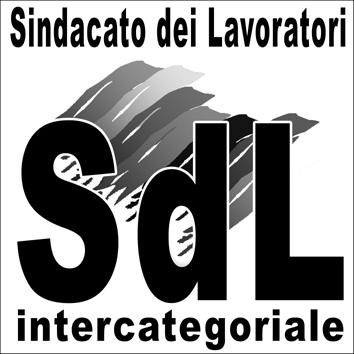 Sindacato dei Lavoratori
SdL
intercategoriale